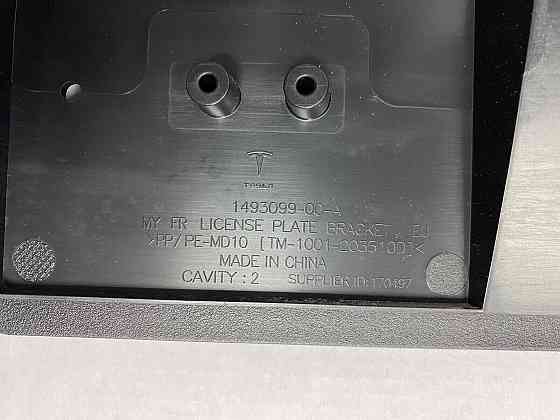 TESLA
1493099-00-A
MY FR LICENSE PLATE BRACKET, EU
>PP/PE-MD10 [TM-1001-20351001]<
MADE IN CHINA
CAVITY : 2 SUPPLIER ID: 170497